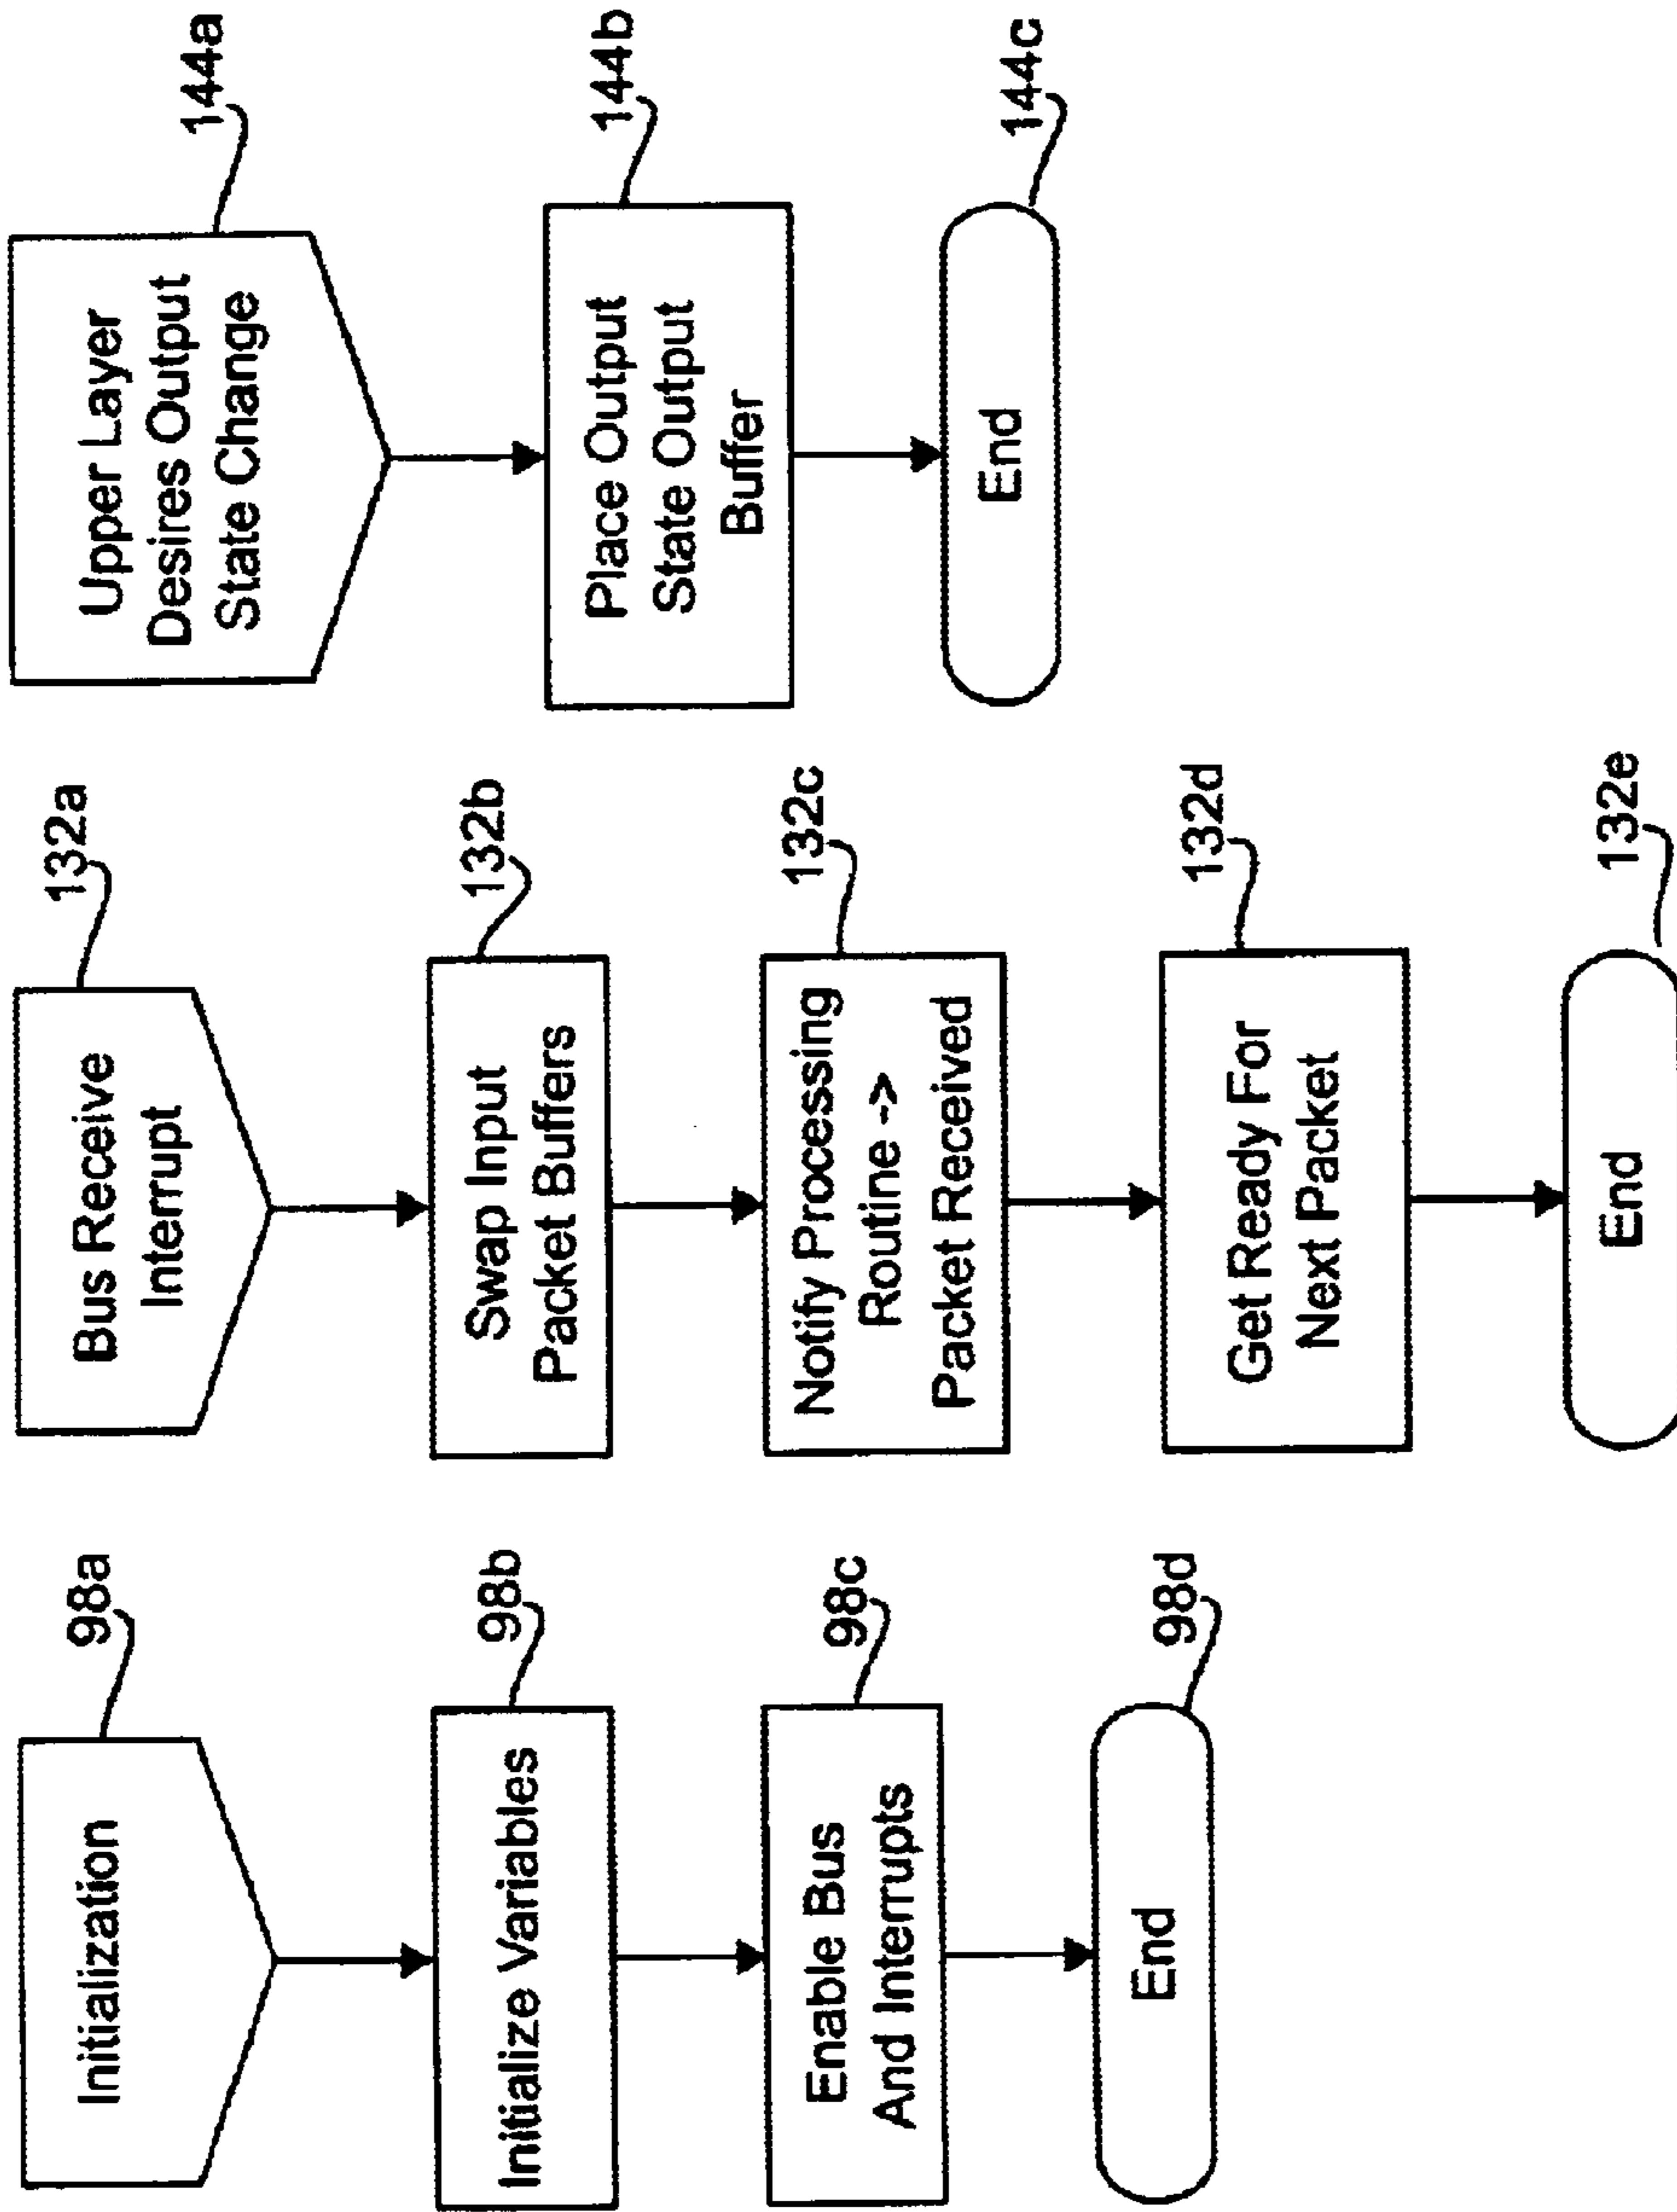 98a
Initialization
98b
Initialize Variables
98c
Enable Bus
And Interrupts
98d
End
132a
Bus Receive
Interrupt
132b
Swap Input
Packet Buffers
132c
Notify Processing
Routine ->
Packet Received
132d
Get Ready For
Next Packet
132e
End
144a
Upper Layer
Desires Output
State Change
144b
Place Output
State Output
Buffer
144c
End